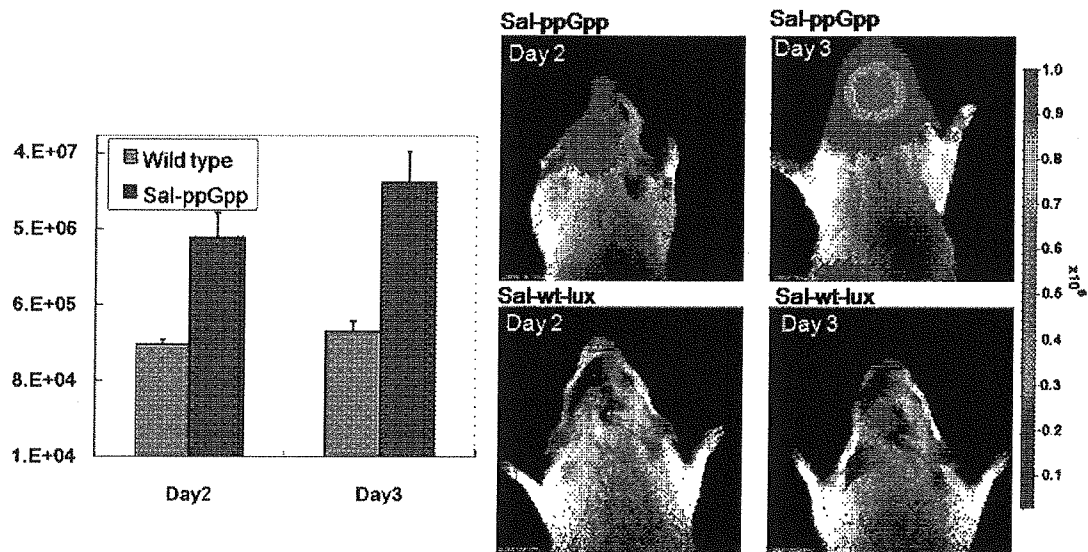 Wild type
Sal-ppGpp
4.E+07
5.E+06
6.E+05
8.E+04
1.E+04
Day2
Day3
Sal-ppGpp
Day 2
Sal-ppGpp
Day 3
Sal-wt-lux
Day 2
Sal-wt-lux
Day 3
1.0
0.9
0.8
0.7
0.6
0.5
0.4
0.3
0.2
0.1